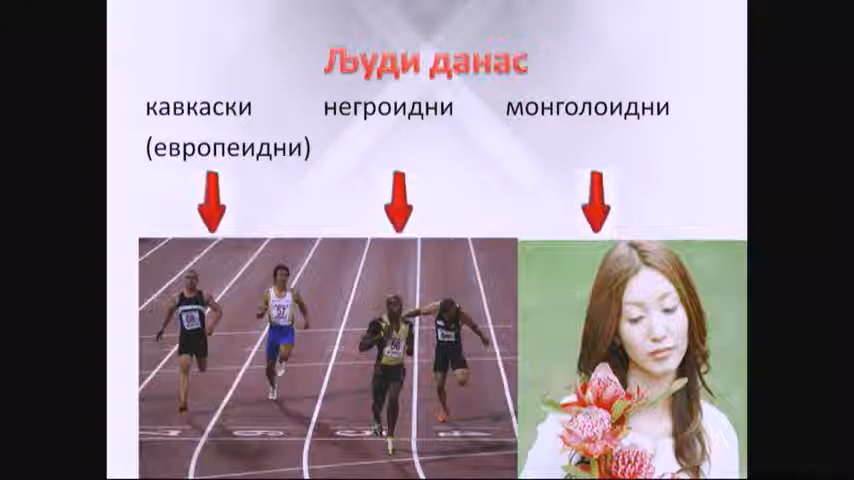 Људи данас
кавкаски негроидни монголоидни
(европеидни)